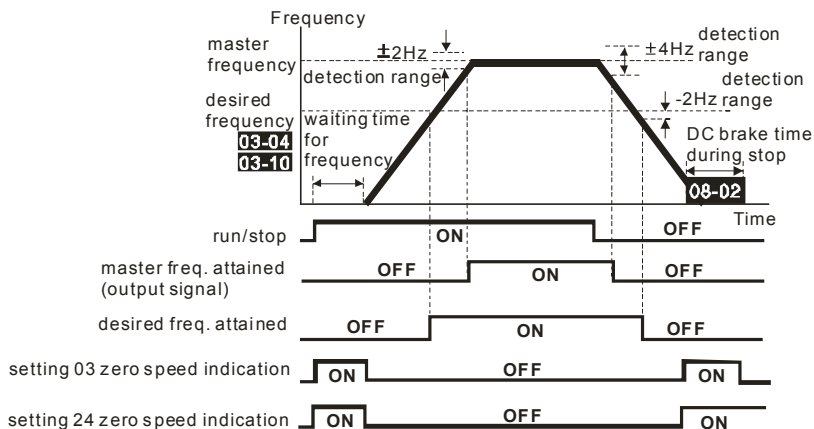 Frequency
master
frequency
±2Hz
detection range
±4Hz
detection
range
detection
range
-2Hz
desired
frequency
03-04
03-10
waiting time
for
frequency
DC brake time
during stop
08-02
Time
run/stop
ON
OFF
master freq. attained
(output signal)
OFF
ON
OFF
desired freq. attained
OFF
ON
OFF
setting 03 zero speed indication
ON
OFF
ON
setting 24 zero speed indication
ON
OFF
ON